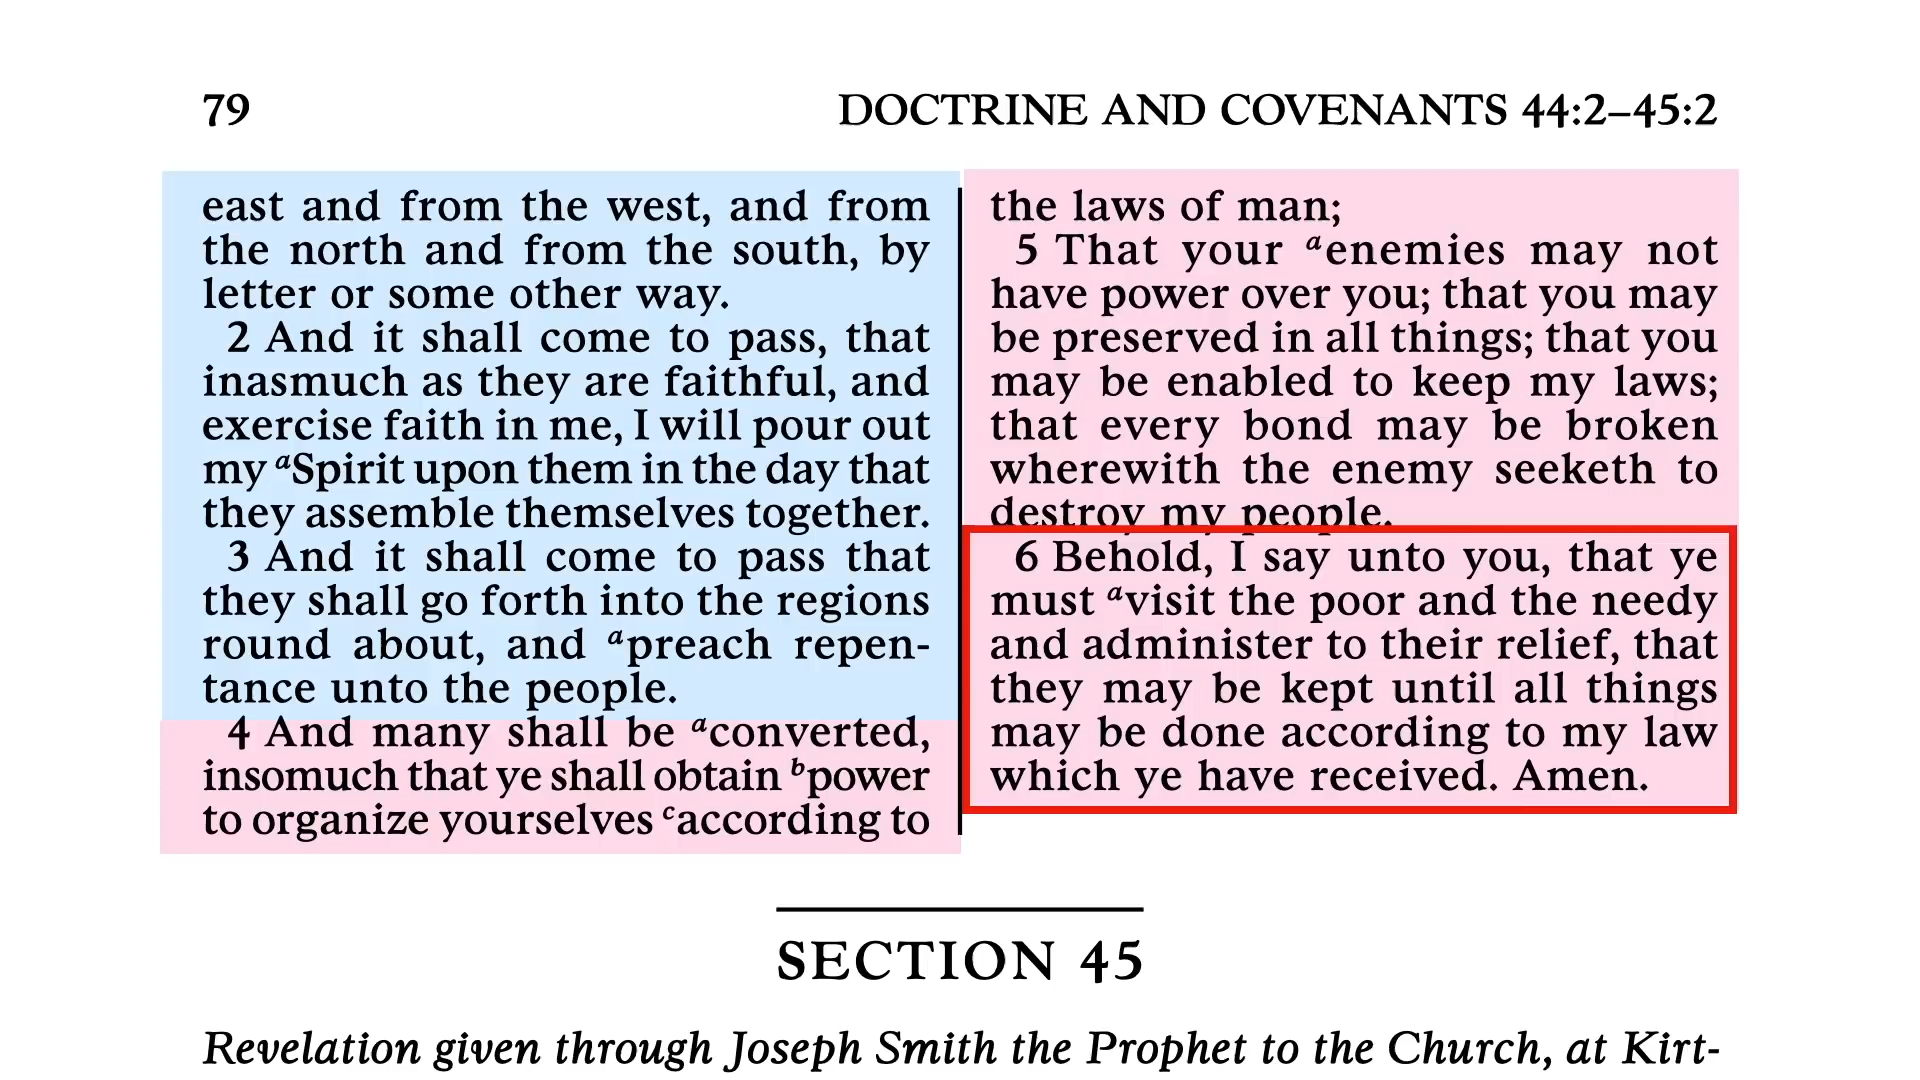 79
DOCTRINE AND COVENANTS 44:2–45:2
east and from the west, and from
the north and from the south, by
letter or some other way.
2 And it shall come to pass, that
inasmuch as they are faithful, and
exercise faith in me, I will pour out
my aSpirit upon them in the day that
they assemble themselves together.
3 And it shall come to pass that
they shall go forth into the regions
round about, and apreach repen-
tance unto the people.
4 And many shall be aconverted,
insomuch that ye shall obtain bpower
to organize yourselves caccording to
the laws of man;
5 That your aenemies may not
have power over you; that you may
be preserved in all things; that you
may be enabled to keep my laws;
that every bond may be broken
wherewith the enemy seeketh to
destroy my people.
6 Behold, I say unto you, that ye
must avisit the poor and the needy
and administer to their relief, that
they may be kept until all things
may be done according to my law
which ye have received. Amen.
SECTION 45
Revelation given through Joseph Smith the Prophet to the Church, at Kirt-